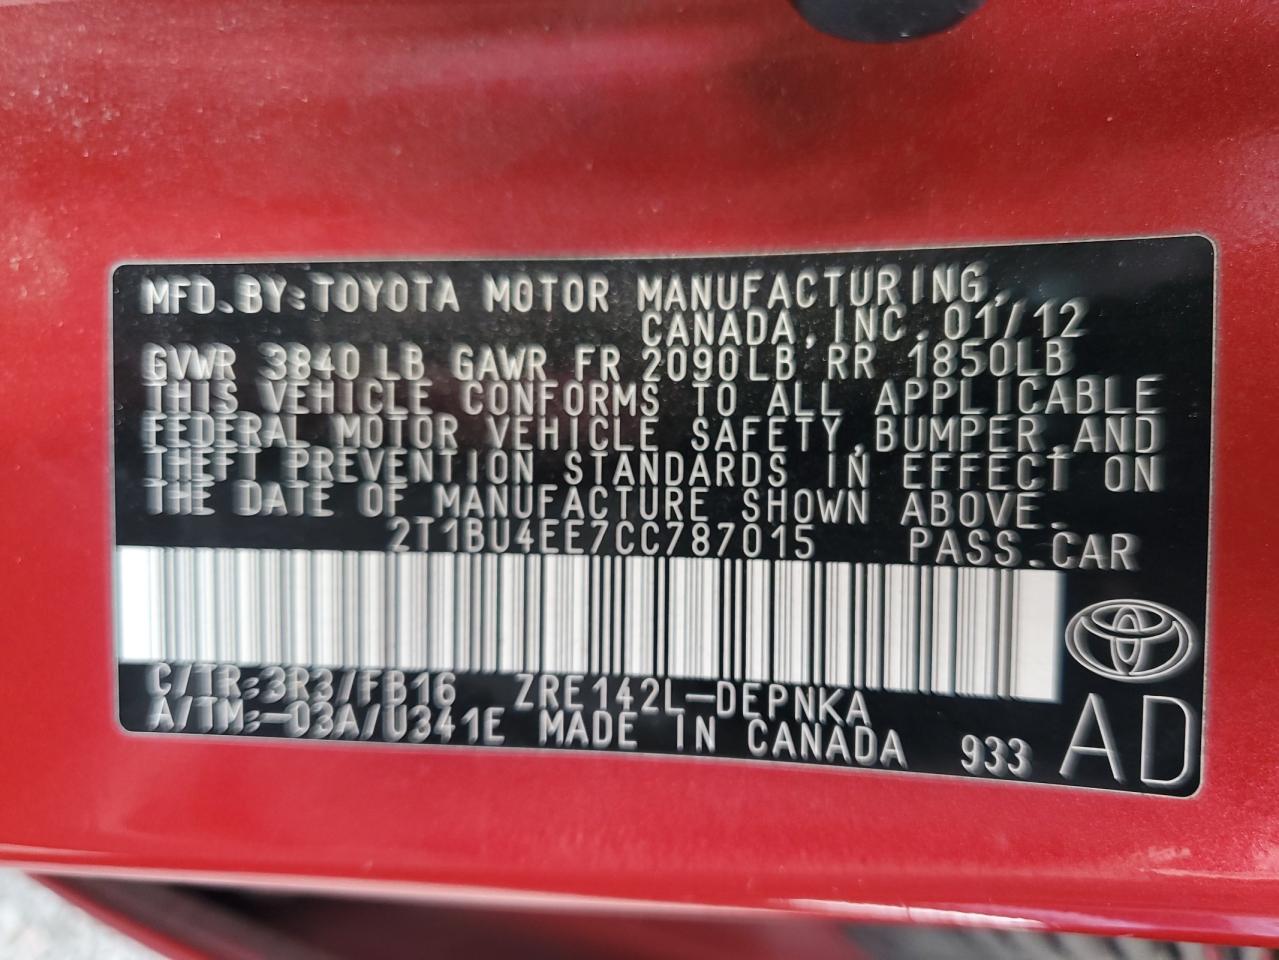 MFD.BY:TOYOTA MOTOR MANUFACTURING,
CANADA, INC. 01/12
GVWR 3840LB GAWR FR 2090LB RR 1850LB
THIS VEHICLE CONFORMS TO ALL APPLICABLE
FEDERAL MOTOR VEHICLE SAFETY,BUMPER,AND
THEFT PREVENTION STANDARDS IN EFFECT ON
THE DATE OF MANUFACTURE SHOWN ABOVE.
2T1BU4EE7CC787015 PASS.CAR
C/TR:3R3/FB16 ZRE142L-DEPNKA
A/TM:-03A/U341E MADE IN CANADA 933
AD